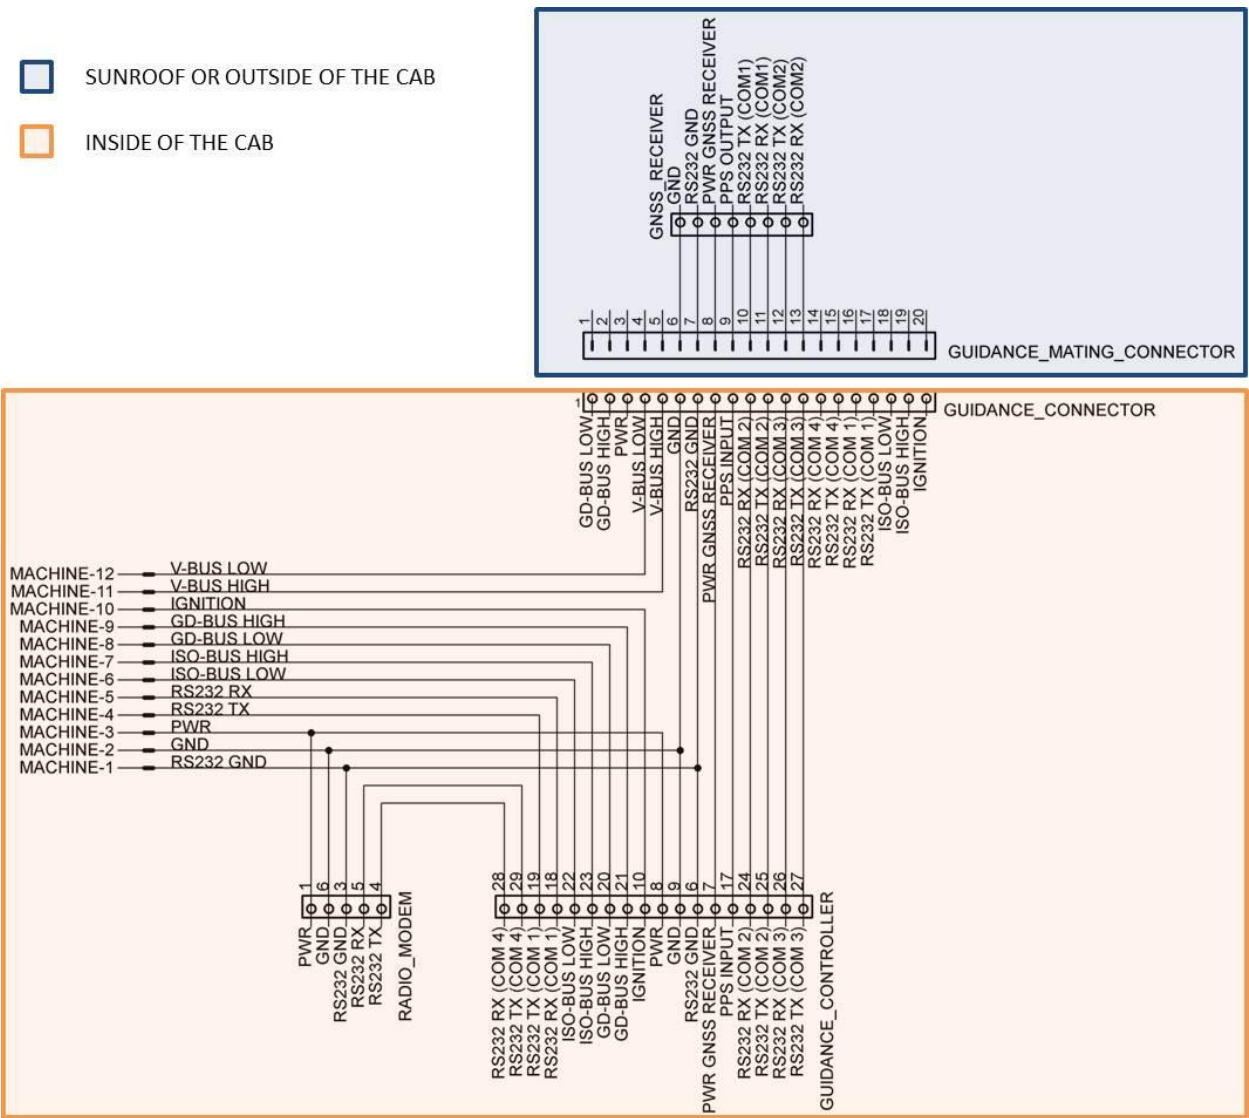 SUNROOF OR OUTSIDE OF THE CAB
INSIDE OF THE CAB
GNSS_RECEIVER
GND
RS232 GND
PWR GNSS RECEIVER
PPS OUTPUT
RS232 TX (COM1)
RS232 RX (COM1)
RS232 TX (COM2)
RS232 RX (COM2)
1
2
3
4
5
6
7
8
9
10
11
12
13
14
15
16
17
18
19
20
GUIDANCE_MATING_CONNECTOR
1
GUIDANCE_CONNECTOR
GD-BUS LOW
GD-BUS HIGH
PWR
V-BUS LOW
V-BUS HIGH
GND
RS232 GND
PWR GNSS RECEIVER
PPS INPUT
RS232 RX (COM 2)
RS232 TX (COM 2)
RS232 RX (COM 3)
RS232 TX (COM 3)
RS232 RX (COM 4)
RS232 TX (COM 4)
RS232 RX (COM 1)
RS232 TX (COM 1)
ISO-BUS LOW
ISO-BUS HIGH
IGNITION
MACHINE-12 V-BUS LOW
MACHINE-11 V-BUS HIGH
MACHINE-10 IGNITION
MACHINE-9 GD-BUS HIGH
MACHINE-8 GD-BUS LOW
MACHINE-7 ISO-BUS HIGH
MACHINE-6 ISO-BUS LOW
MACHINE-5 RS232 RX
MACHINE-4 RS232 TX
MACHINE-3 PWR
MACHINE-2 GND
MACHINE-1 RS232 GND
1
6
3
5
4
PWR
GND
RS232 GND
RS232 RX
RS232 TX
RADIO_MODEM
28
29
19
18
22
23
20
21
10
8
9
6
7
17
24
25
26
27
RS232 RX (COM 4)
RS232 TX (COM 4)
RS232 TX (COM 1)
RS232 RX (COM 1)
ISO-BUS LOW
ISO-BUS HIGH
GD-BUS LOW
GD-BUS HIGH
IGNITION
PWR
GND
RS232 GND
PWR GNSS RECEIVER
PPS INPUT
RS232 RX (COM 2)
RS232 TX (COM 2)
RS232 RX (COM 3)
RS232 TX (COM 3)
GUIDANCE_CONTROLLER